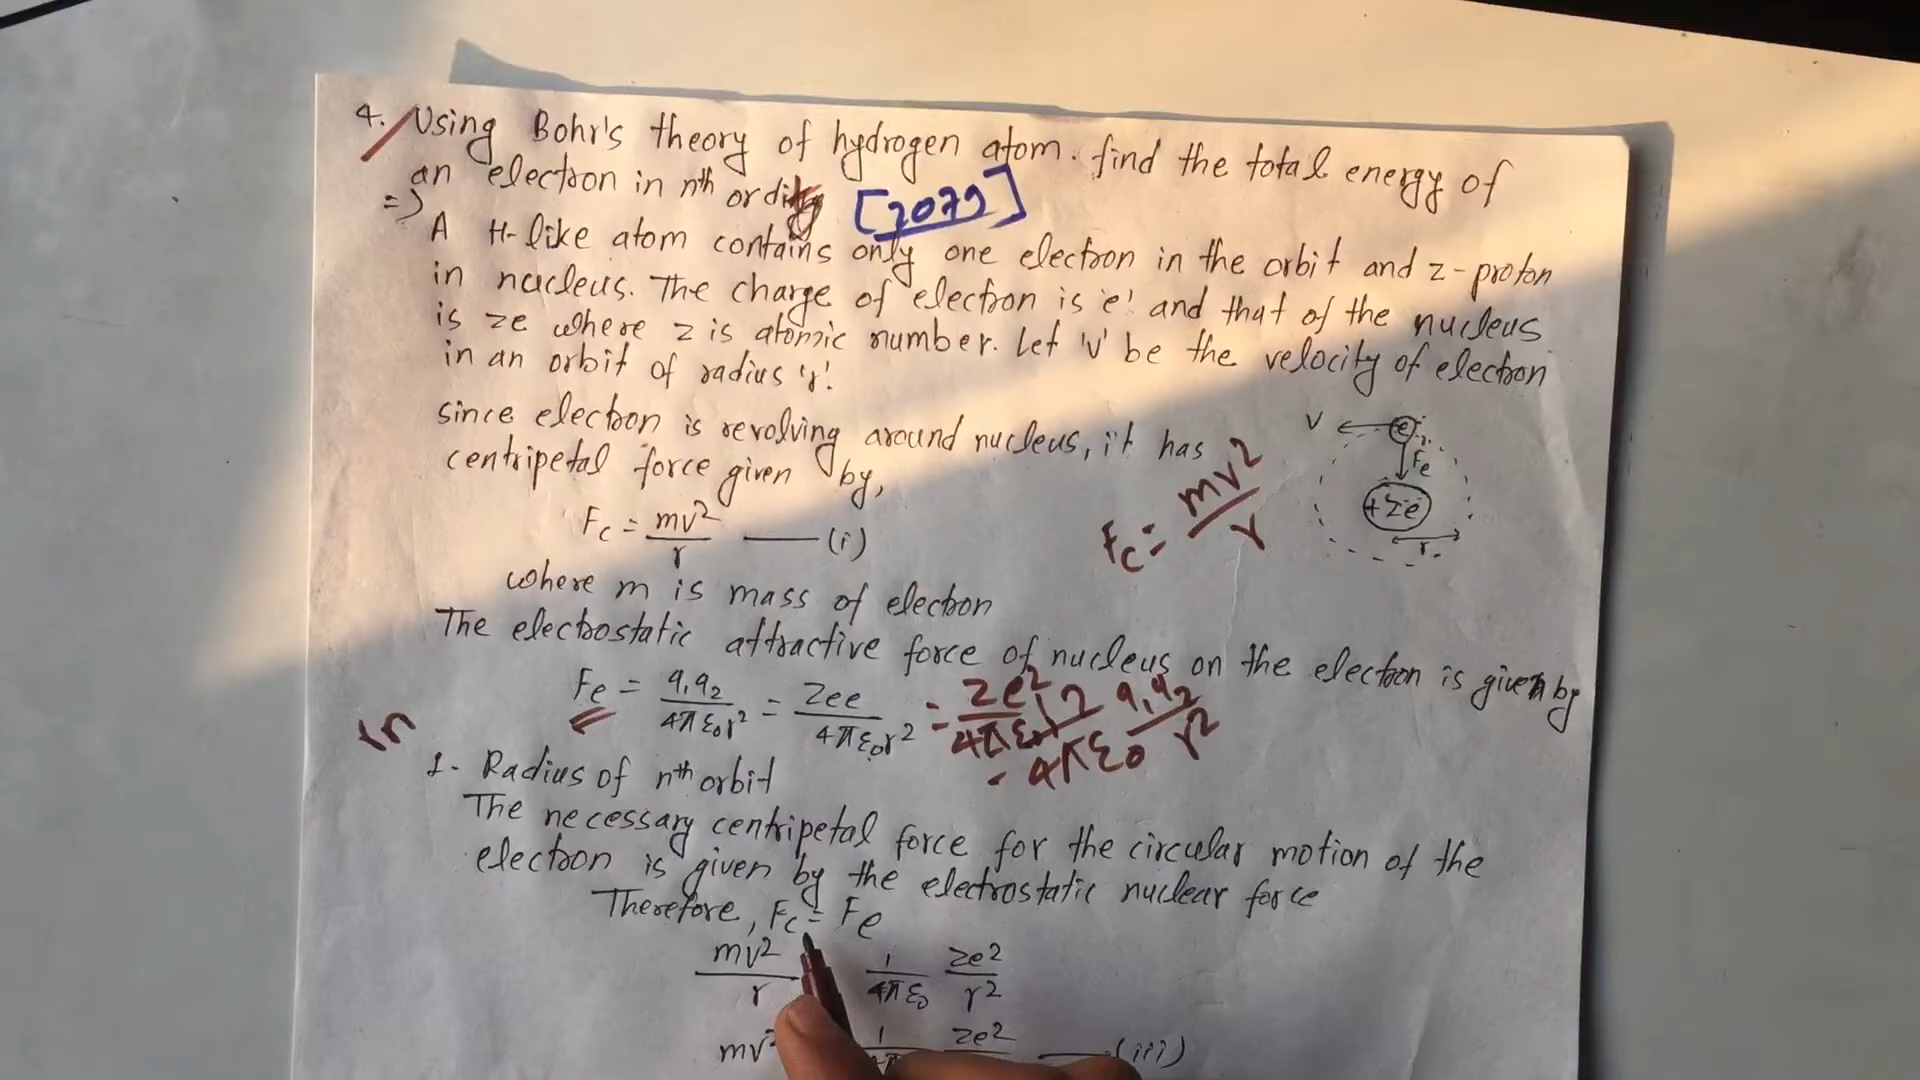 4. Using Bohr's theory of hydrogen atom. find the total energy of
an electron in nth
[2079]
=>
A H-like atom contains only one electron in the orbit and z-proton
in nucleus. The charge of electron is 'e' and that of the nucleus
is ze where z is atomic number. Let 'v' be the velocity of electron
in an orbit of radius 'r'.
since electron is revolving around nucleus, it has
centripetal force given by,
Fc = mv²/r —— (i)
Fc = mv²/r
V
e
Fe
+Ze
r
where m is mass of electron
The electrostatic attractive force of nucleus on the electron is given by
Fe = q₁q₂/4πε₀r² = Zee/4πε₀r² =
q₁q₂
4πε₀ r²
1. Radius of nth orbit
The necessary centripetal force for the circular motion of the
electron is given by the electrostatic nuclear force
Therefore, Fc = Fe
mv²/r 1/4πε₀ ze²/r²
mv² ze² —— (iii)